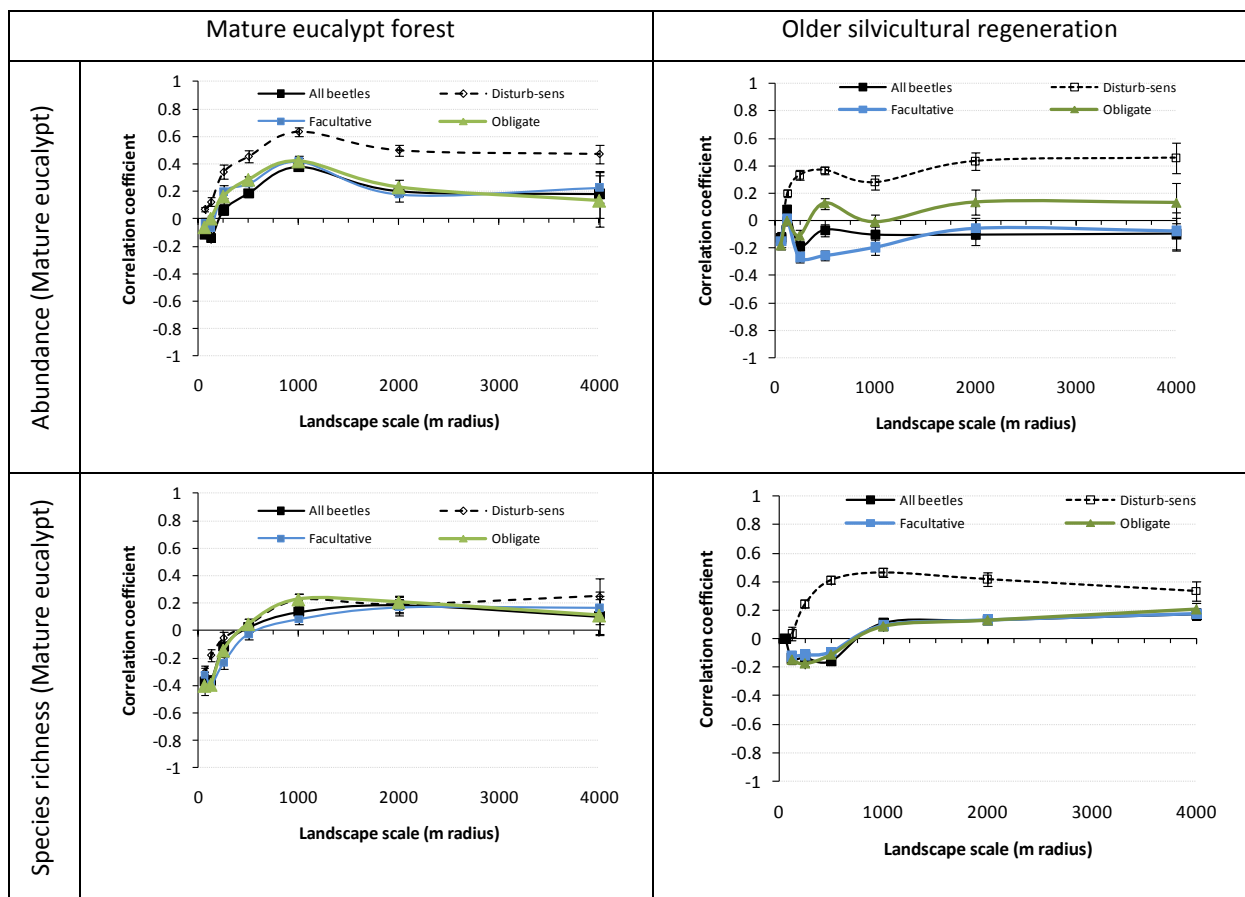 Mature eucalypt forest
Older silvicultural regeneration
Abundance (Mature eucalypt)
Correlation coefficient
1
0.8
0.6
0.4
0.2
0
-0.2
-0.4
-0.6
-0.8
-1
All beetles
Disturb-sens
Facultative
Obligate
0 1000 2000 3000 4000
Landscape scale (m radius)
Correlation coefficient
1
0.8
0.6
0.4
0.2
0
-0.2
-0.4
-0.6
-0.8
-1
All beetles
Disturb-sens
Facultative
Obligate
0 1000 2000 3000 4000
Landscape scale (m radius)
Species richness (Mature eucalypt)
Correlation coefficient
1
0.8
0.6
0.4
0.2
0
-0.2
-0.4
-0.6
-0.8
-1
All beetles
Disturb-sens
Facultative
Obligate
0 1000 2000 3000 4000
Landscape scale (m radius)
Correlation coefficient
1
0.8
0.6
0.4
0.2
0
-0.2
-0.4
-0.6
-0.8
-1
All beetles
Disturb-sens
Facultative
Obligate
0 1000 2000 3000 4000
Landscape scale (m radius)